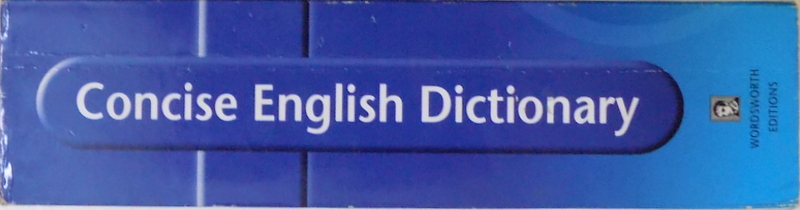 Concise English Dictionary
WORDSWORTH
EDITIONS